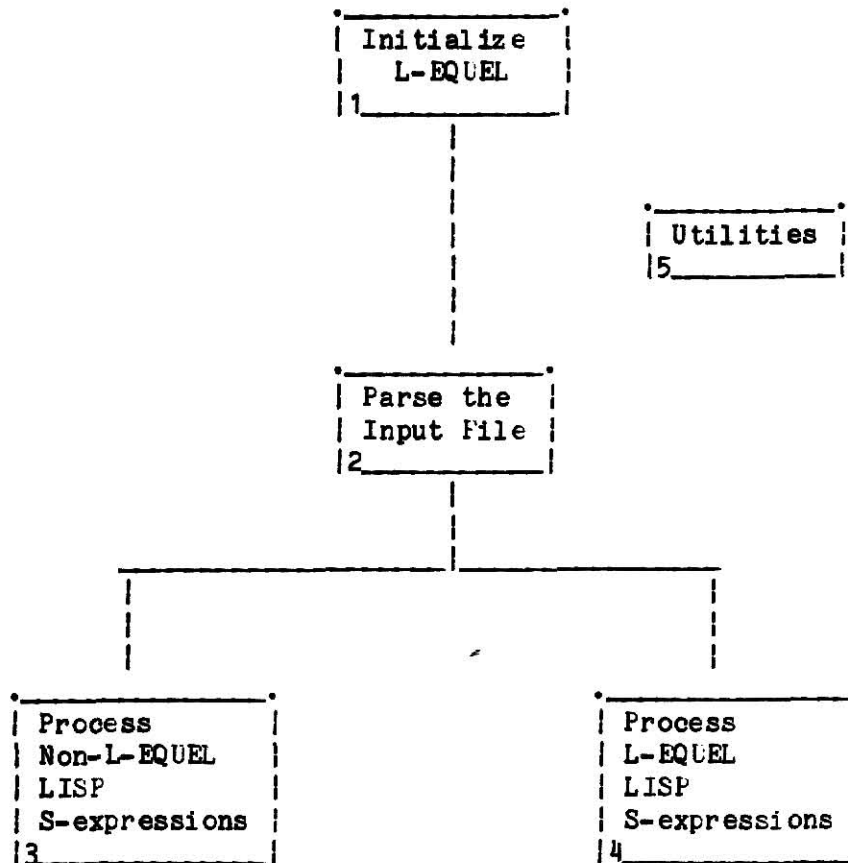 Initialize
L-EQUEL
1
Utilities
5
Parse the
Input File
2
Process
Non-L-EQUEL
LISP
S-expressions
3
Process
L-EQUEL
LISP
S-expressions
4